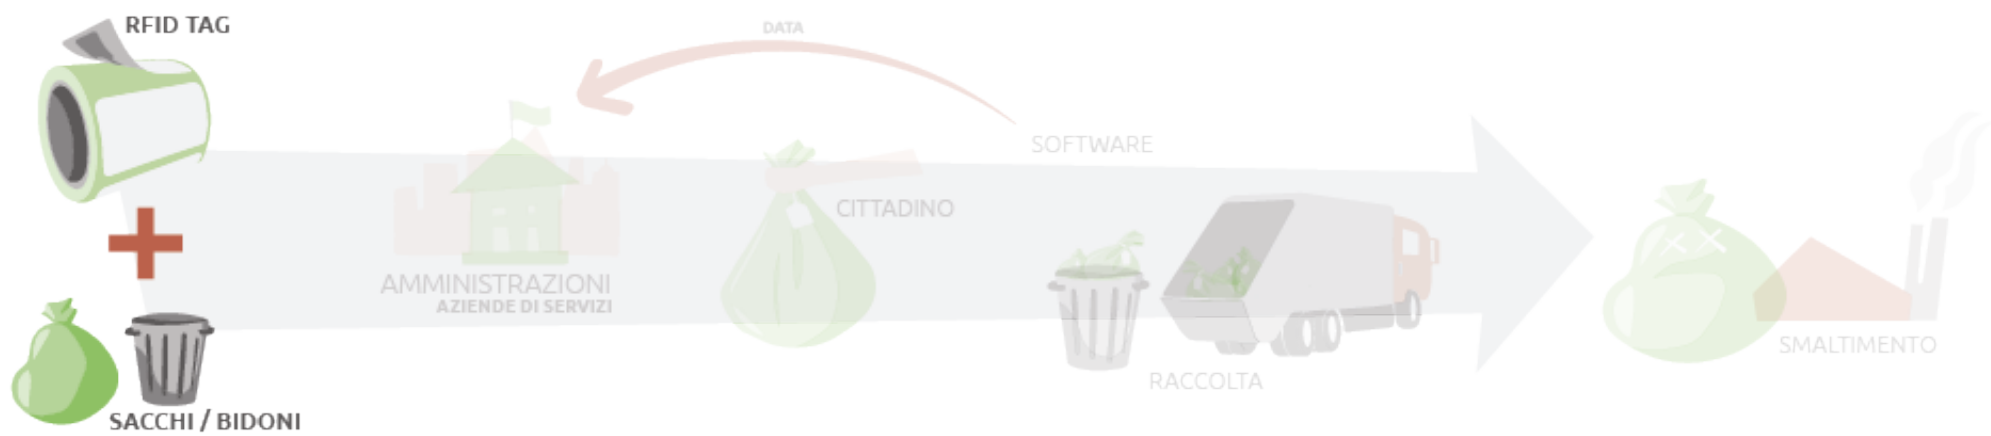 RFID TAG
DATA
SOFTWARE
CITTADINO
AMMINISTRAZIONI
AZIENDE DI SERVIZI
SMALTIMENTO
RACCOLTA
SACCHI / BIDONI